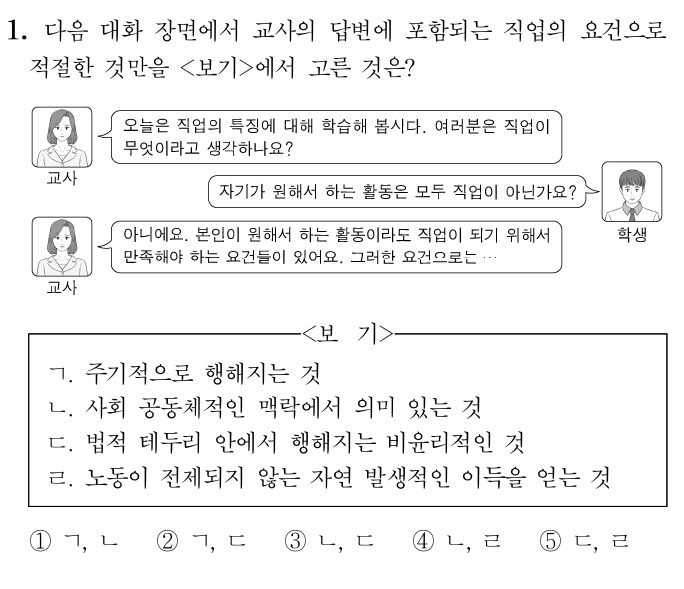 1. 다음 대화 장면에서 교사의 답변에 포함되는 직업의 요건으로
적절한 것만을 <보기>에서 고른 것은?
오늘은 직업의 특징에 대해 학습해 봅시다. 여러분은 직업이
무엇이라고 생각하나요?
교사
자기가 원해서 하는 활동은 모두 직업이 아닌가요?
학생
아니에요. 본인이 원해서 하는 활동이라도 직업이 되기 위해서
만족해야 하는 요건들이 있어요. 그러한 요건으로는 …
교사
<보 기>
ㄱ. 주기적으로 행해지는 것
ㄴ. 사회 공동체적인 맥락에서 의미 있는 것
ㄷ. 법적 테두리 안에서 행해지는 비윤리적인 것
ㄹ. 노동이 전제되지 않는 자연 발생적인 이득을 얻는 것
① ㄱ, ㄴ ② ㄱ, ㄷ ③ ㄴ, ㄷ ④ ㄴ, ㄹ ⑤ ㄷ, ㄹ